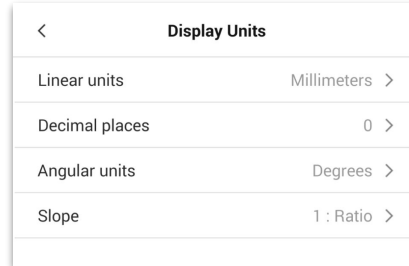 Display Units
Linear units Millimeters
Decimal places 0
Angular units Degrees
Slope 1 : Ratio